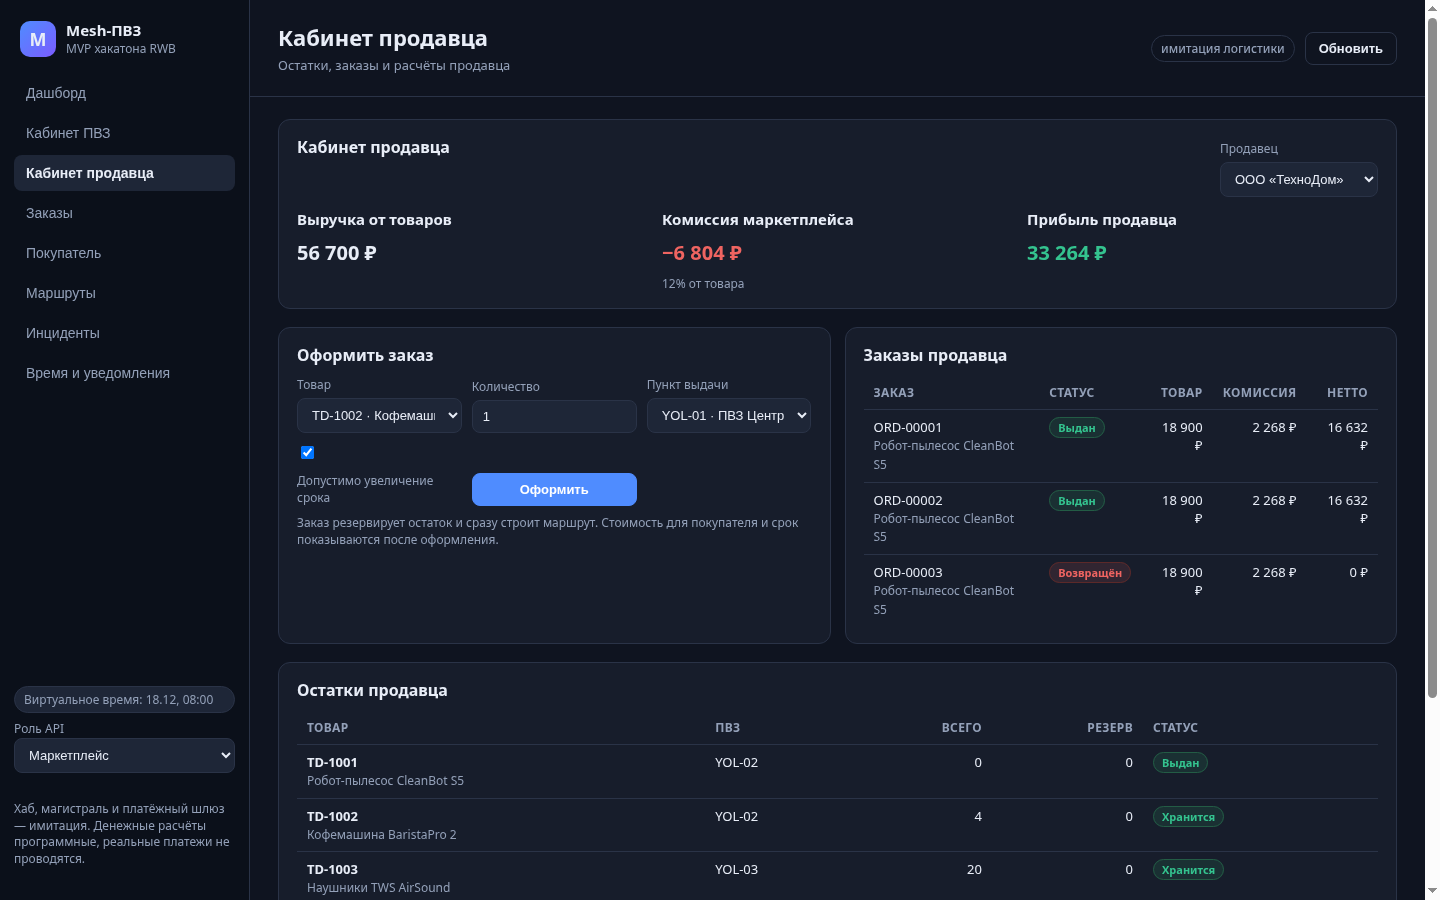 M
Mesh-ПВЗ
MVP хакатона RWB
Дашборд
Кабинет ПВЗ
Кабинет продавца
Заказы
Покупатель
Маршруты
Инциденты
Время и уведомления
Виртуальное время: 18.12, 08:00
Роль API
Маркетплейс
Хаб, магистраль и платёжный шлюз
— имитация. Денежные расчёты
программные, реальные платежи не
проводятся.
Кабинет продавца
Остатки, заказы и расчёты продавца
имитация логистики
Обновить
Кабинет продавца
Продавец
ООО «ТехноДом»
Выручка от товаров
56 700 ₽
Комиссия маркетплейса
−6 804 ₽
12% от товара
Прибыль продавца
33 264 ₽
Оформить заказ
Товар
TD-1002 · Кофемаши
Количество
1
Пункт выдачи
YOL-01 · ПВЗ Центр
Допустимо увеличение
срока
Оформить
Заказ резервирует остаток и сразу строит маршрут. Стоимость для покупателя и срок
показываются после оформления.
Заказы продавца
ЗАКАЗ СТАТУС ТОВАР КОМИССИЯ НЕТТО
ORD-00001 Выдан 18 900 2 268 ₽ 16 632
Робот-пылесос CleanBot ₽ ₽
S5
ORD-00002 Выдан 18 900 2 268 ₽ 16 632
Робот-пылесос CleanBot ₽ ₽
S5
ORD-00003 Возвращён 18 900 2 268 ₽ 0 ₽
Робот-пылесос CleanBot ₽
S5
Остатки продавца
ТОВАР ПВЗ ВСЕГО РЕЗЕРВ СТАТУС
TD-1001 YOL-02 0 0 Выдан
Робот-пылесос CleanBot S5
TD-1002 YOL-02 4 0 Хранится
Кофемашина BaristaPro 2
TD-1003 YOL-03 20 0 Хранится
Наушники TWS AirSound